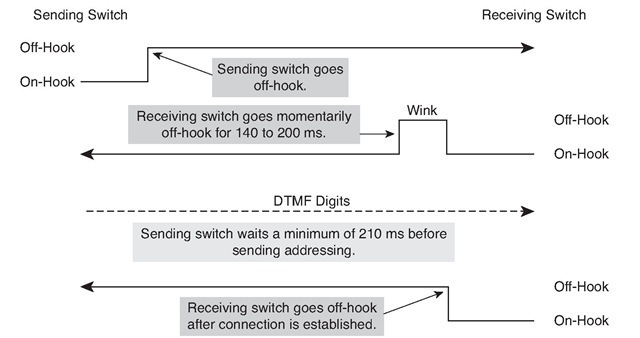 Sending Switch
Receiving Switch
Off-Hook
On-Hook
Sending switch goes
off-hook.
Receiving switch goes momentarily
off-hook for 140 to 200 ms.
Wink
Off-Hook
On-Hook
DTMF Digits
Sending switch waits a minimum of 210 ms before
sending addressing.
Off-Hook
Receiving switch goes off-hook
after connection is established.
On-Hook